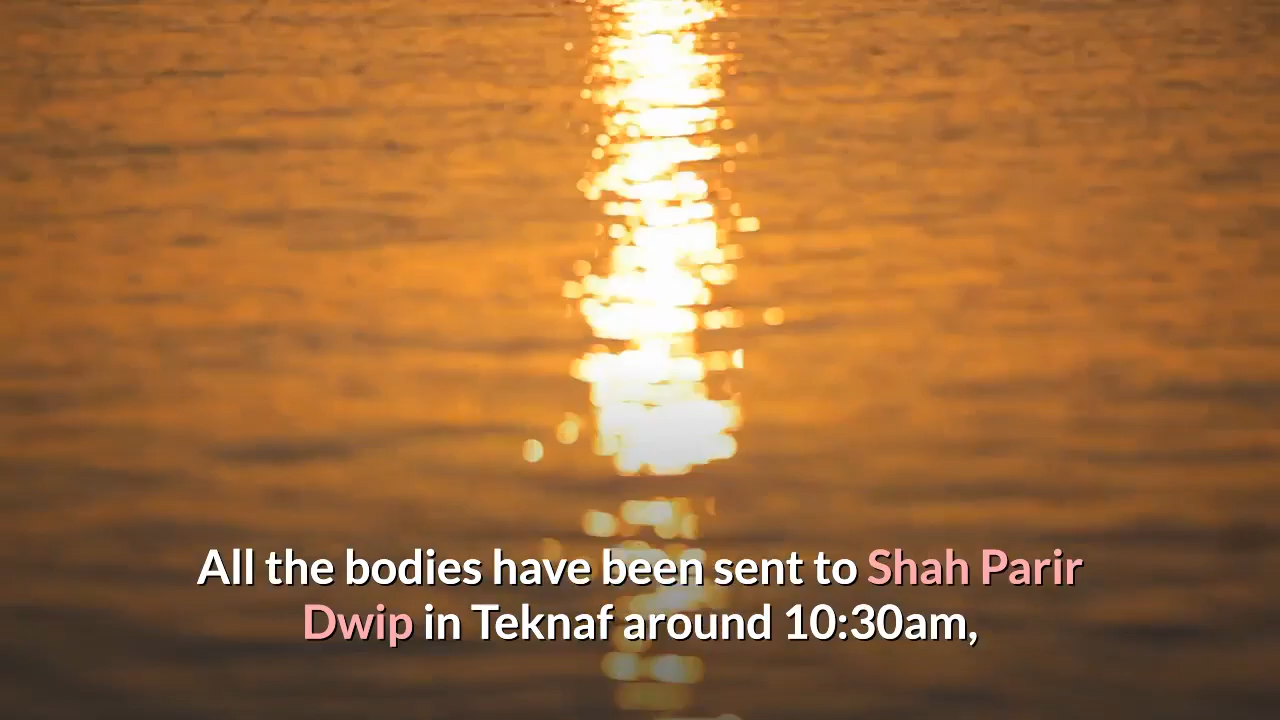 All the bodies have been sent to Shah Parir
Dwip in Teknaf around 10:30am,